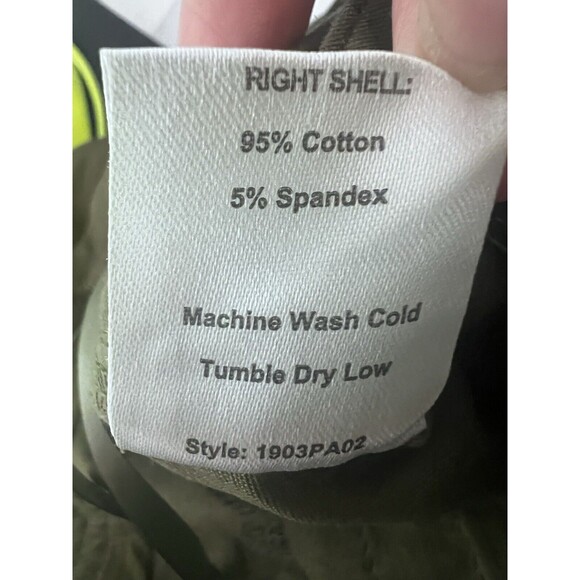 RIGHT SHELL:
95% Cotton
5% Spandex
Machine Wash Cold
Tumble Dry Low
Style: 1903PA02